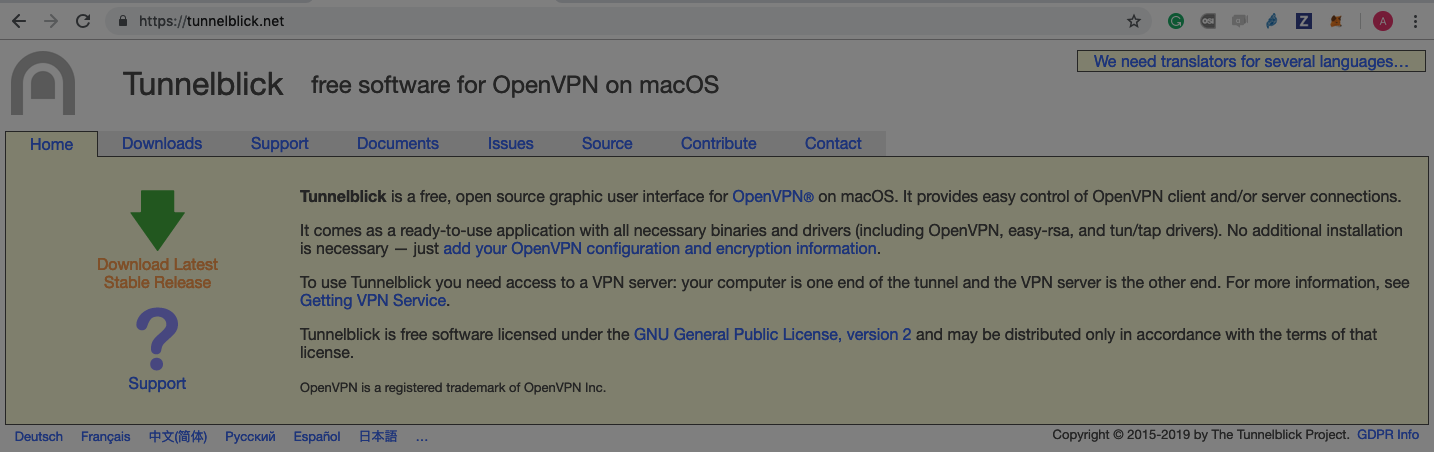 https://tunnelblick.net
A
We need translators for several languages…
Tunnelblick free software for OpenVPN on macOS
Home Downloads Support Documents Issues Source Contribute Contact
Tunnelblick is a free, open source graphic user interface for OpenVPN® on macOS. It provides easy control of OpenVPN client and/or server connections.
It comes as a ready-to-use application with all necessary binaries and drivers (including OpenVPN, easy-rsa, and tun/tap drivers). No additional installation
is necessary — just add your OpenVPN configuration and encryption information.
Download Latest
Stable Release
To use Tunnelblick you need access to a VPN server: your computer is one end of the tunnel and the VPN server is the other end. For more information, see
Getting VPN Service.
Tunnelblick is free software licensed under the GNU General Public License, version 2 and may be distributed only in accordance with the terms of that
license.
Support
OpenVPN is a registered trademark of OpenVPN Inc.
Deutsch Français 中文(简体) Русский Español 日本語 …
Copyright © 2015-2019 by The Tunnelblick Project. GDPR Info